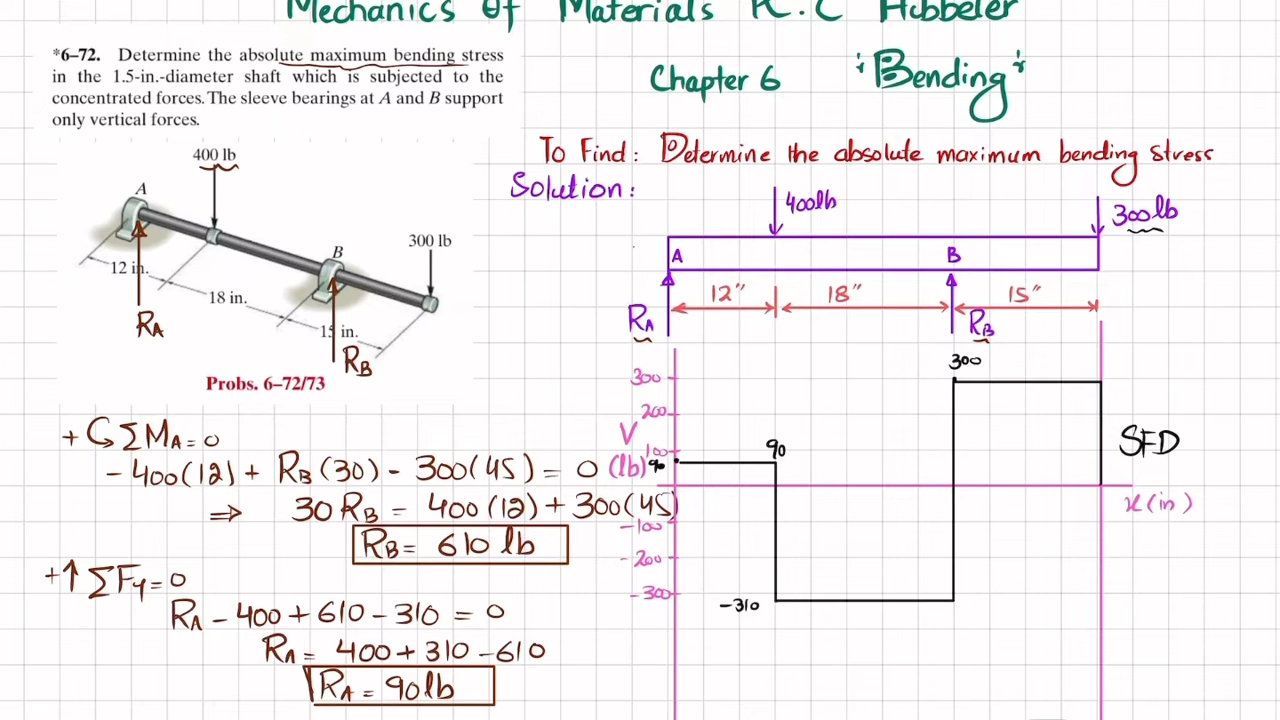 Mechanics Of Materials R.C Hibbeler
*6–72. Determine the absolute maximum bending stress
in the 1.5-in.-diameter shaft which is subjected to the
concentrated forces. The sleeve bearings at A and B support
only vertical forces.
Chapter 6 "Bending"
To Find: Determine the absolute maximum bending stress
Solution:
400 lb
A
B
300 lb
12 in.
18 in.
15 in.
RA
RB
Probs. 6–72/73
400lb
300lb
A
B
12"
18"
15"
RA
RB
+ ΣMA=0
-400(12) + RB(30) - 300(45) = 0
⇒ 30 RB = 400(12) + 300(45)
RB = 610 lb
+↑ ΣFy=0
RA - 400 + 610 - 310 = 0
RA = 400 + 310 - 610
RA = 90lb
300
200
100
90
V
(lb)
-100
-200
-300
90
-310
300
SFD
x(in)